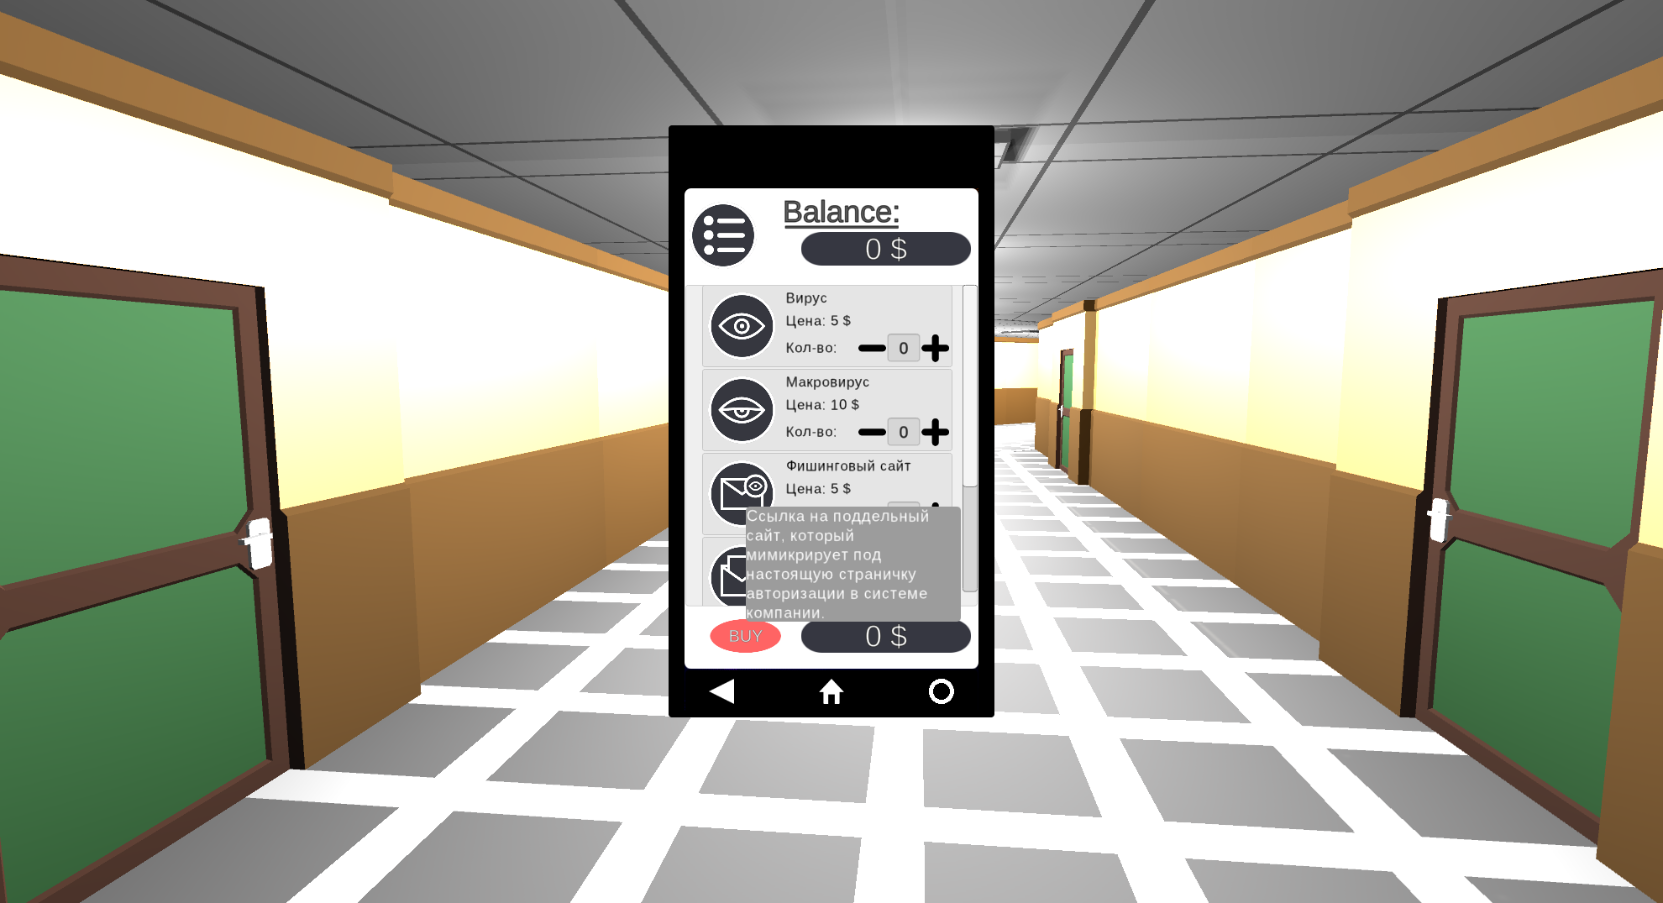 Balance:
0 $
Вирус
Цена: 5 $
Кол-во:
0
Макровирус
Цена: 10 $
Кол-во:
0
Фишинговый сайт
Цена: 5 $
Ссылка на поддельный
сайт, который
мимикрирует под
настоящую страничку
авторизации в системе
компании.
BUY
0 $